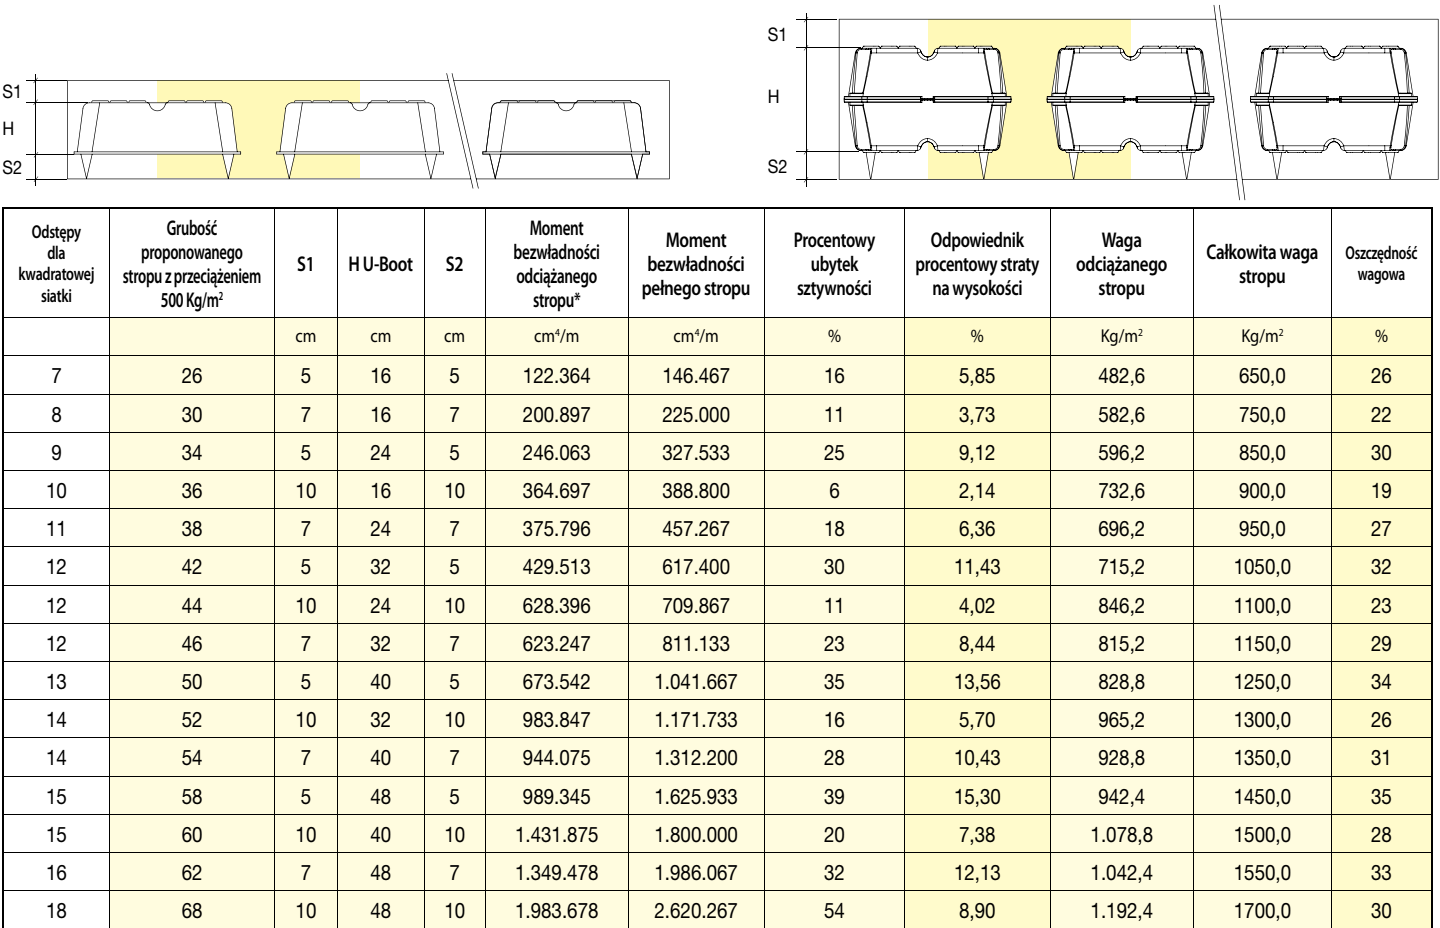 S1
H
S2
S1
H
S2
Odstępy dla kwadratowej siatki | Grubość proponowanego stropu z przeciążeniem 500 Kg/m² | S1 | H U-Boot | S2 | Moment bezwładności odciążanego stropu* | Moment bezwładności pełnego stropu | Procentowy ubytek sztywności | Odpowiednik procentowy straty na wysokości | Waga odciążanego stropu | Całkowita waga stropu | Oszczędność wagowa
cm | cm | cm | cm⁴/m | cm⁴/m | % | % | Kg/m² | Kg/m² | %
7 | 26 | 5 | 16 | 5 | 122.364 | 146.467 | 16 | 5,85 | 482,6 | 650,0 | 26
8 | 30 | 7 | 16 | 7 | 200.897 | 225.000 | 11 | 3,73 | 582,6 | 750,0 | 22
9 | 34 | 5 | 24 | 5 | 246.063 | 327.533 | 25 | 9,12 | 596,2 | 850,0 | 30
10 | 36 | 10 | 16 | 10 | 364.697 | 388.800 | 6 | 2,14 | 732,6 | 900,0 | 19
11 | 38 | 7 | 24 | 7 | 375.796 | 457.267 | 18 | 6,36 | 696,2 | 950,0 | 27
12 | 42 | 5 | 32 | 5 | 429.513 | 617.400 | 30 | 11,43 | 715,2 | 1050,0 | 32
12 | 44 | 10 | 24 | 10 | 628.396 | 709.867 | 11 | 4,02 | 846,2 | 1100,0 | 23
12 | 46 | 7 | 32 | 7 | 623.247 | 811.133 | 23 | 8,44 | 815,2 | 1150,0 | 29
13 | 50 | 5 | 40 | 5 | 673.542 | 1.041.667 | 35 | 13,56 | 828,8 | 1250,0 | 34
14 | 52 | 10 | 32 | 10 | 983.847 | 1.171.733 | 16 | 5,70 | 965,2 | 1300,0 | 26
14 | 54 | 7 | 40 | 7 | 944.075 | 1.312.200 | 28 | 10,43 | 928,8 | 1350,0 | 31
15 | 58 | 5 | 48 | 5 | 989.345 | 1.625.933 | 39 | 15,30 | 942,4 | 1450,0 | 35
15 | 60 | 10 | 40 | 10 | 1.431.875 | 1.800.000 | 20 | 7,38 | 1.078,8 | 1500,0 | 28
16 | 62 | 7 | 48 | 7 | 1.349.478 | 1.986.067 | 32 | 12,13 | 1.042,4 | 1550,0 | 33
18 | 68 | 10 | 48 | 10 | 1.983.678 | 2.620.267 | 54 | 8,90 | 1.192,4 | 1700,0 | 30